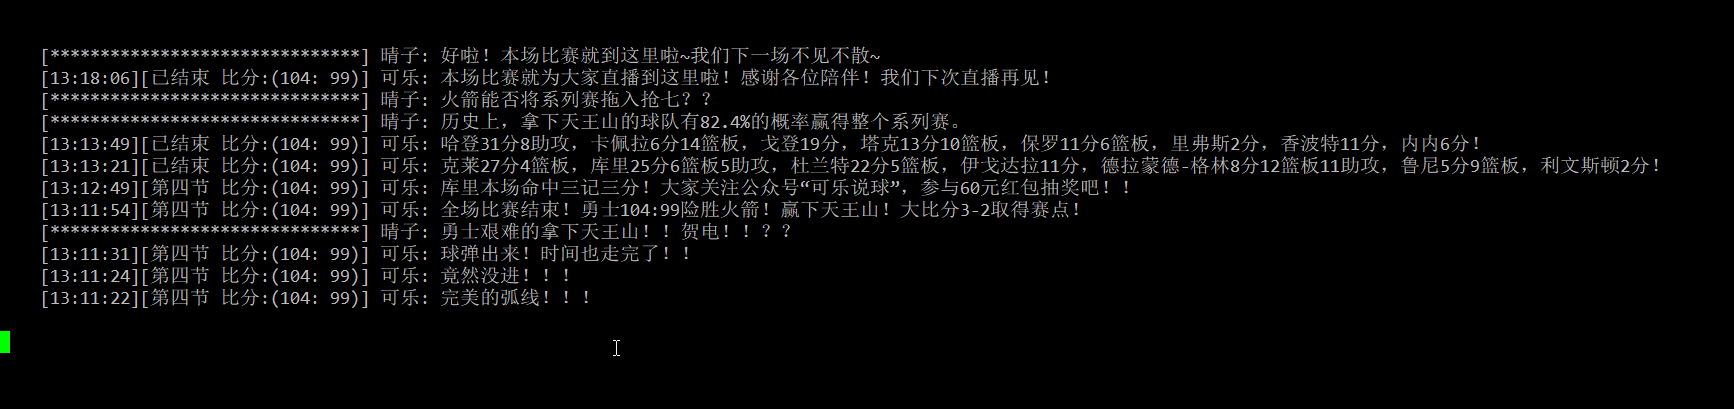 [*******************************] 晴子: 好啦！本场比赛就到这里啦~我们下一场不见不散~
[13:18:06][已结束 比分:(104: 99)] 可乐: 本场比赛就为大家直播到这里啦！感谢各位陪伴！我们下次直播再见！
[*******************************] 晴子: 火箭能否将系列赛拖入抢七？？
[*******************************] 晴子: 历史上，拿下天王山的球队有82.4%的概率赢得整个系列赛。
[13:13:49][已结束 比分:(104: 99)] 可乐: 哈登31分8助攻，卡佩拉6分14篮板，戈登19分，塔克13分10篮板，保罗11分6篮板，里弗斯2分，香波特11分，内内6分！
[13:13:21][已结束 比分:(104: 99)] 可乐: 克莱27分4篮板，库里25分6篮板5助攻，杜兰特22分5篮板，伊戈达拉11分，德拉蒙德-格林8分12篮板11助攻，鲁尼5分9篮板，利文斯顿2分！
[13:12:49][第四节 比分:(104: 99)] 可乐: 库里本场命中三记三分！大家关注公众号“可乐说球”，参与60元红包抽奖吧！！
[13:11:54][第四节 比分:(104: 99)] 可乐: 全场比赛结束！勇士104:99险胜火箭！赢下天王山！大比分3-2取得赛点！
[*******************************] 晴子: 勇士艰难的拿下天王山！！贺电！！？？
[13:11:31][第四节 比分:(104: 99)] 可乐: 球弹出来！时间也走完了！！
[13:11:24][第四节 比分:(104: 99)] 可乐: 竟然没进！！！
[13:11:22][第四节 比分:(104: 99)] 可乐: 完美的弧线！！！